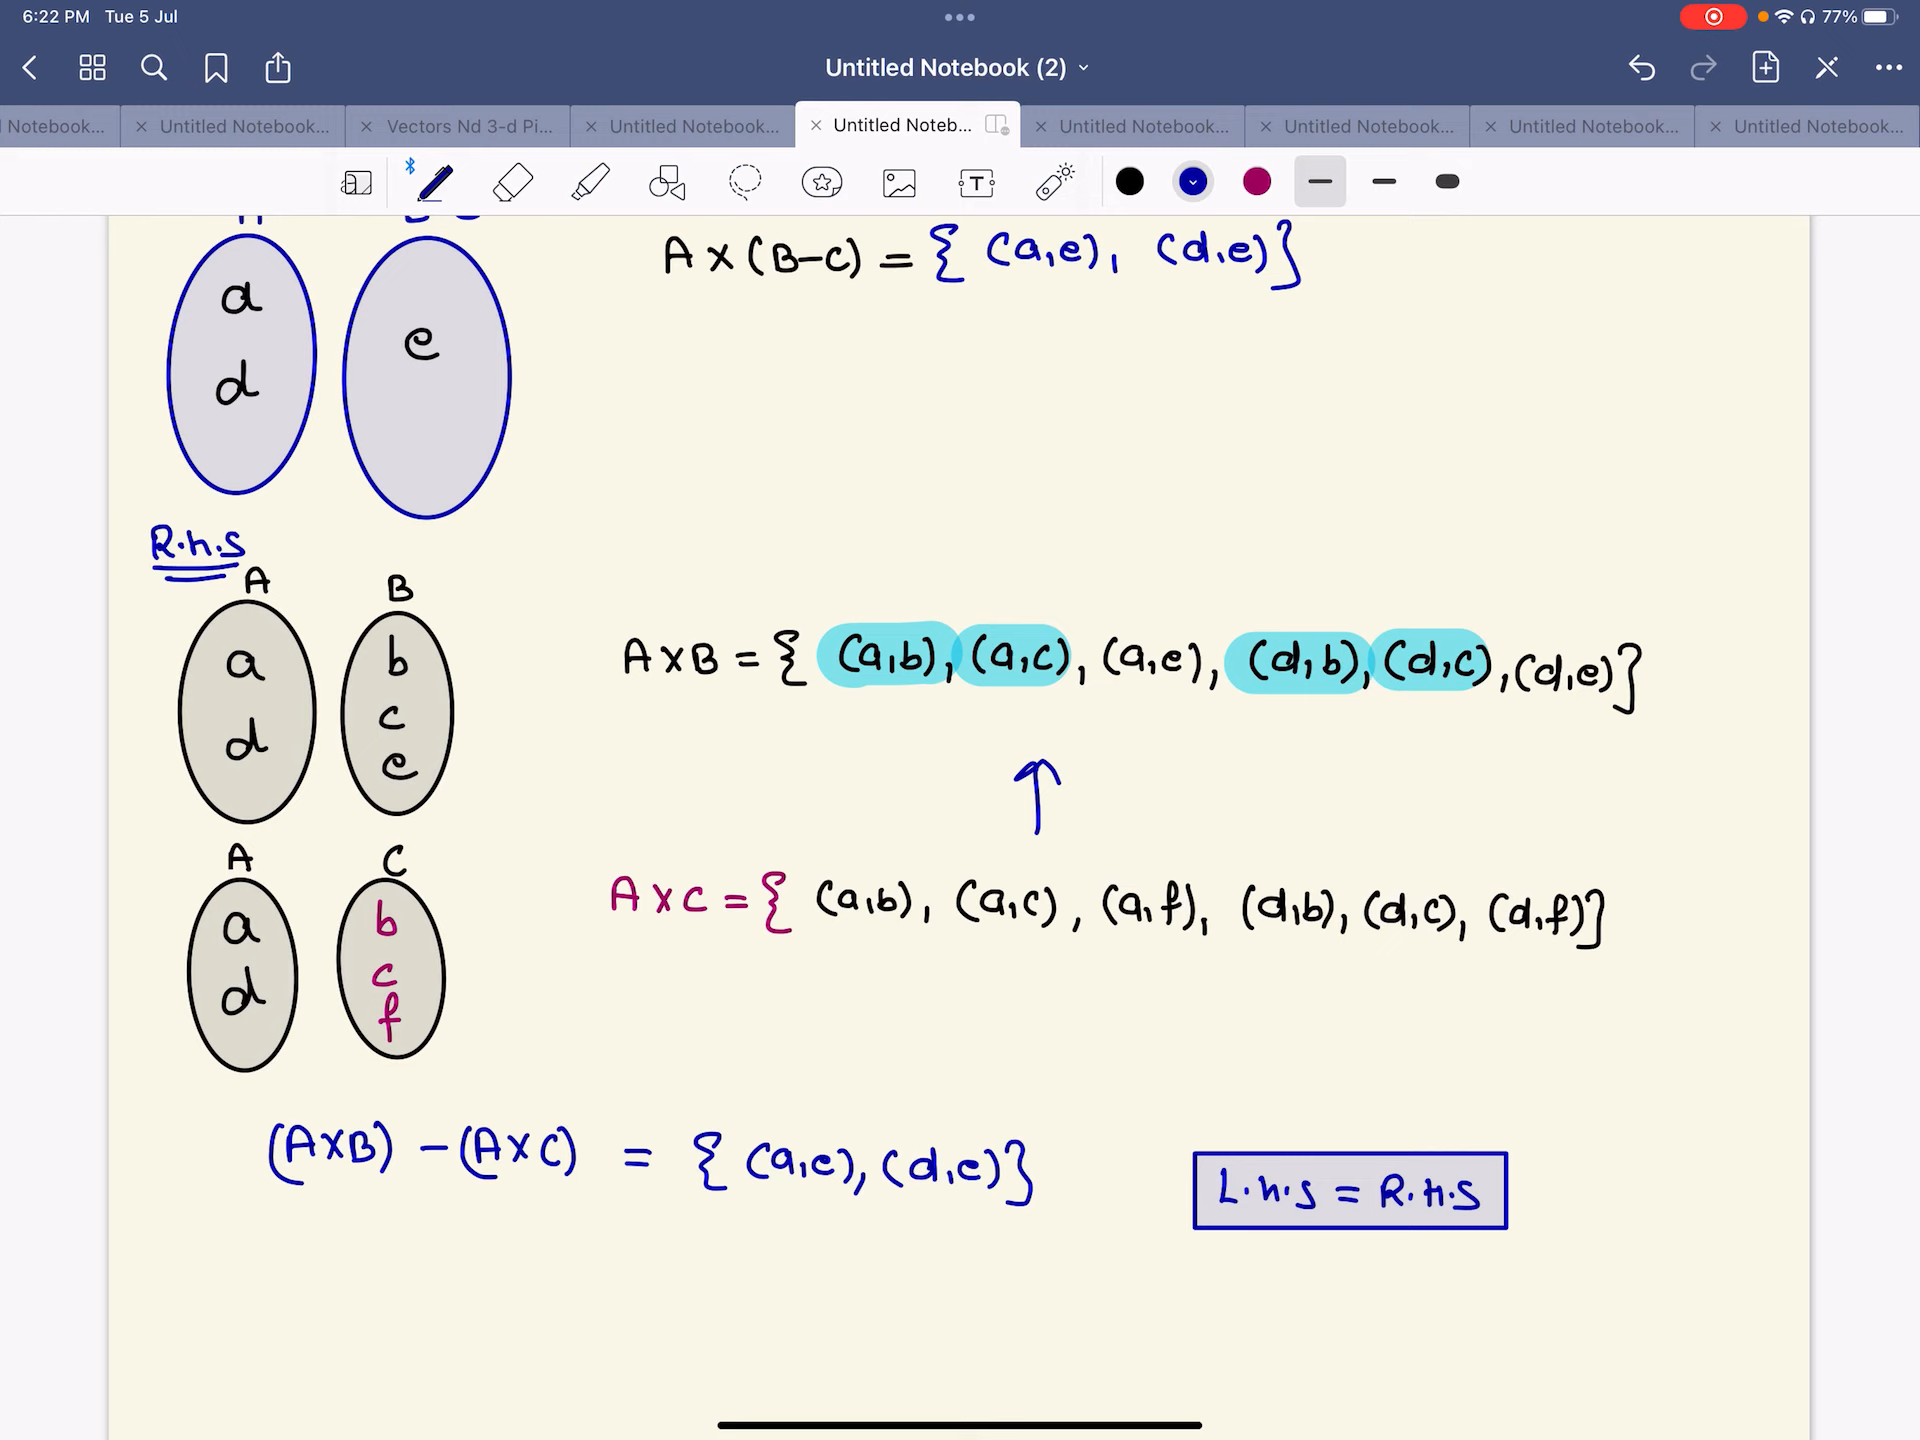 6:22 PM Tue 5 Jul
77%
Untitled Notebook (2)
Notebook...
Untitled Notebook...
Vectors Nd 3-d Pi...
Untitled Notebook...
Untitled Noteb...
Untitled Notebook...
Untitled Notebook...
Untitled Notebook...
Untitled Notebook...
A × (B-C) = { (a,e), (d,e)}
a
d
e
R.h.S
A
B
a
d
b
c
e
A×B = { (a,b), (a,c), (a,e), (d,b), (d,c), (d,e)}
A
C
a
d
b
c
f
A×C = { (a,b), (a,c), (a,f), (d,b), (d,c), (d,f)}
(A×B) - (A×C) = { (a,e), (d,e)}
L.h.S = R.H.S